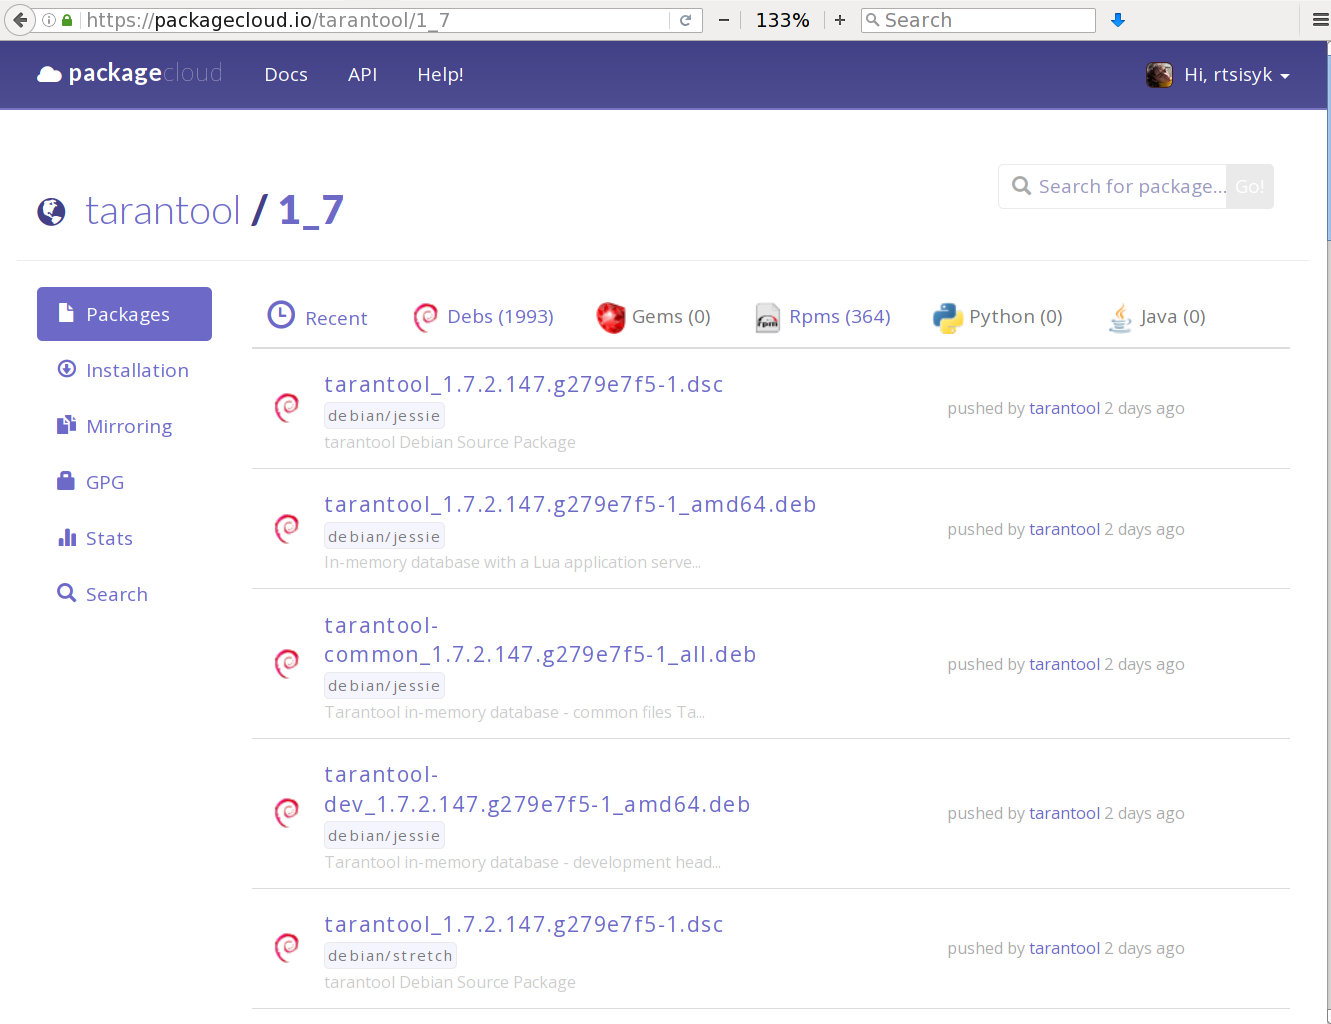 https://packagecloud.io/tarantool/1_7
133%
Search
packagecloud Docs API Help!
Hi, rtsisyk
tarantool / 1_7
Search for package... Go!
Packages
Installation
Mirroring
GPG
Stats
Search
Recent Debs (1993) Gems (0) rpm Rpms (364) Python (0) Java (0)
tarantool_1.7.2.147.g279e7f5-1.dsc
debian/jessie
tarantool Debian Source Package
pushed by tarantool 2 days ago
tarantool_1.7.2.147.g279e7f5-1_amd64.deb
debian/jessie
In-memory database with a Lua application serve...
pushed by tarantool 2 days ago
tarantool-
common_1.7.2.147.g279e7f5-1_all.deb
debian/jessie
Tarantool in-memory database - common files Ta...
pushed by tarantool 2 days ago
tarantool-
dev_1.7.2.147.g279e7f5-1_amd64.deb
debian/jessie
Tarantool in-memory database - development head...
pushed by tarantool 2 days ago
tarantool_1.7.2.147.g279e7f5-1.dsc
debian/stretch
tarantool Debian Source Package
pushed by tarantool 2 days ago